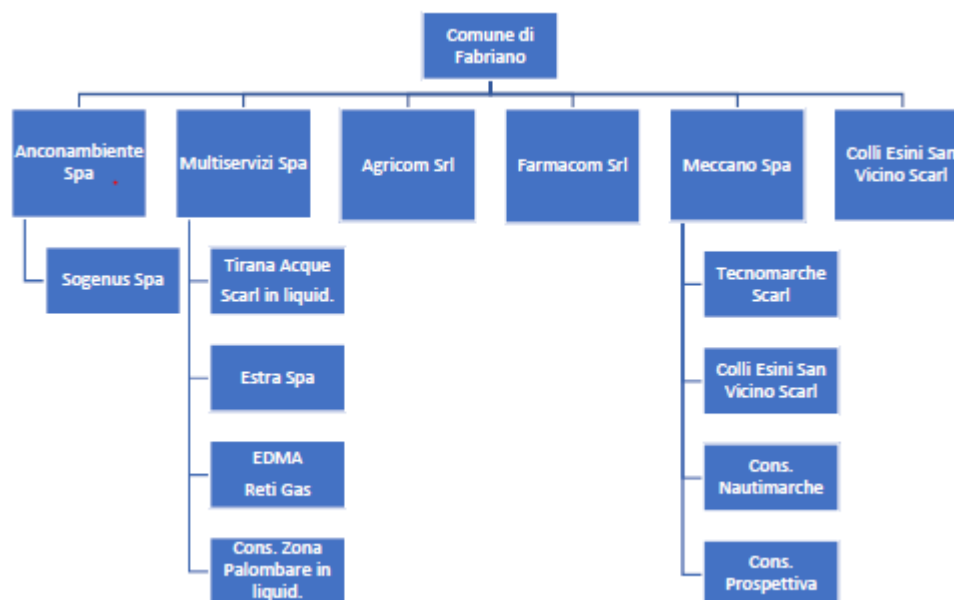 Comune di
Fabriano
Anconambiente
Spa
Multiservizi Spa
Agricom Srl
Farmacom Srl
Meccano Spa
Colli Esini San
Vicino Scarl
Sogenus Spa
Tirana Acque
Scarl in liquid.
Estra Spa
EDMA
Reti Gas
Cons. Zona
Palombare in
liquid.
Tecnomarche
Scarl
Colli Esini San
Vicino Scarl
Cons.
Nautimarche
Cons.
Prospettiva